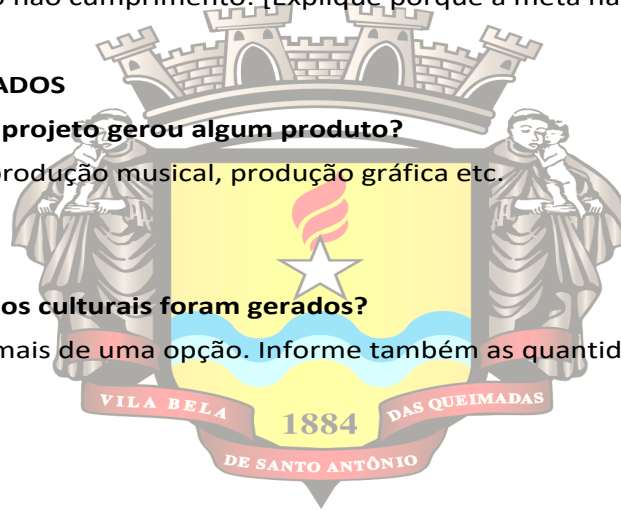 o não cumprimento: [Explique porque a meta nã
ADOS
projeto gerou algum produto?
produção musical, produção gráfica etc.
os culturais foram gerados?
mais de uma opção. Informe também as quantid
VILA BELA
1884
DAS QUEIMADAS
DE SANTO ANTÔNIO